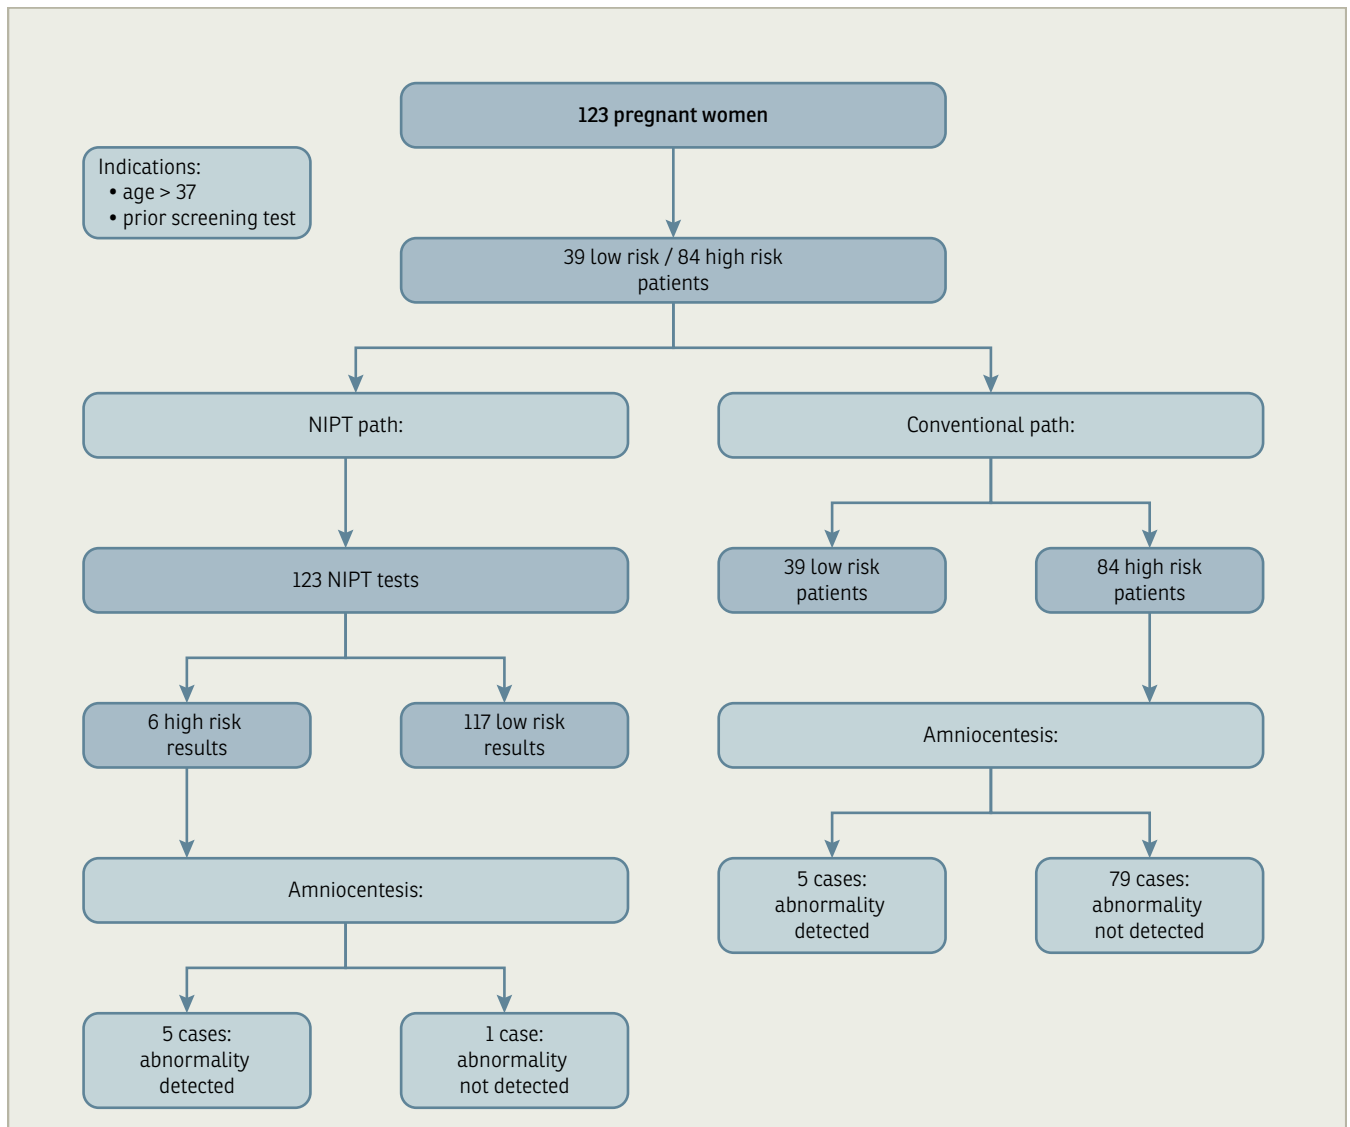 123 pregnant women
Indications:
• age > 37
• prior screening test
39 low risk / 84 high risk
patients
NIPT path:
Conventional path:
123 NIPT tests
39 low risk
patients
84 high risk
patients
6 high risk
results
117 low risk
results
Amniocentesis:
Amniocentesis:
5 cases:
abnormality
detected
79 cases:
abnormality
not detected
5 cases:
abnormality
detected
1 case:
abnormality
not detected